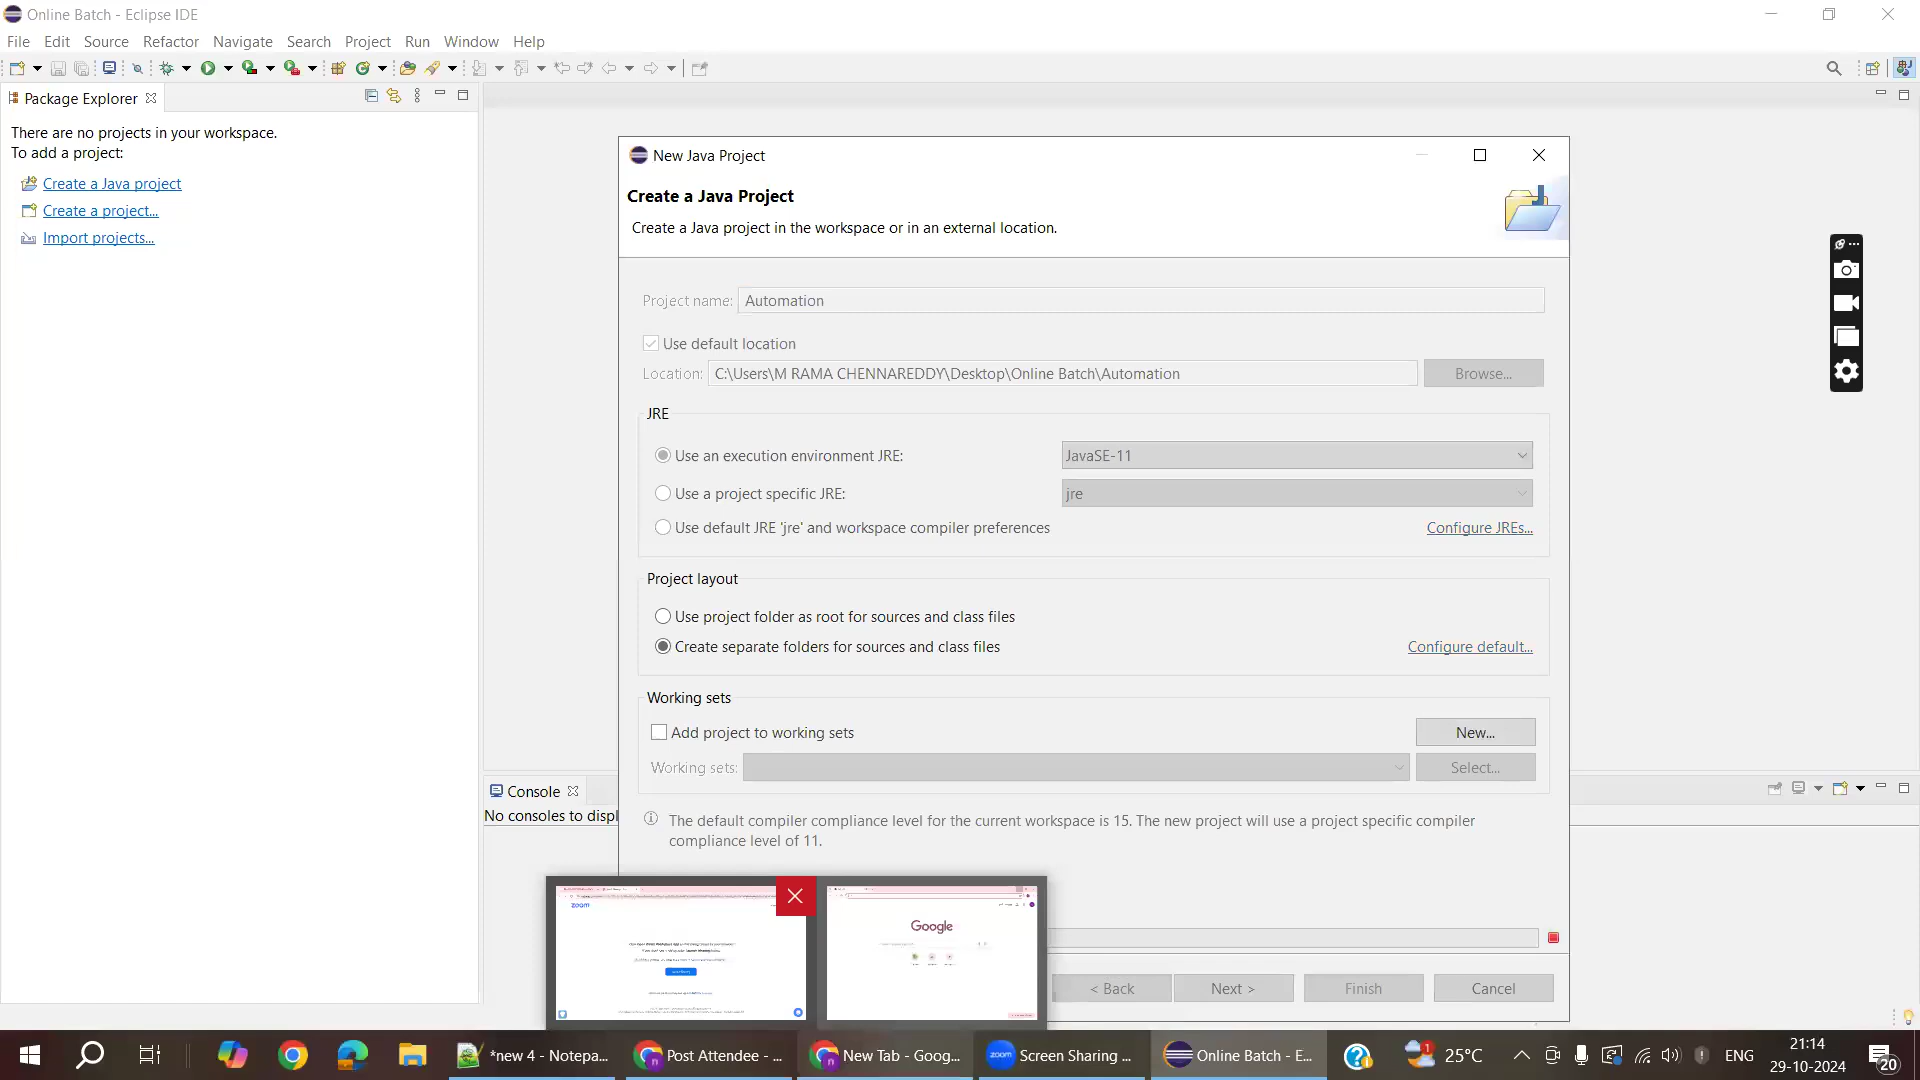 Online Batch - Eclipse IDE
File Edit Source Refactor Navigate Search Project Run Window Help
Package Explorer
There are no projects in your workspace.
To add a project:
Create a Java project
Create a project...
Import projects...
New Java Project
Create a Java Project
Create a Java project in the workspace or in an external location.
Project name: Automation
Use default location
Location: C:\Users\M RAMA CHENNAREDDY\Desktop\Online Batch\Automation Browse...
JRE
Use an execution environment JRE: JavaSE-11
Use a project specific JRE: jre
Use default JRE 'jre' and workspace compiler preferences Configure JREs...
Project layout
Use project folder as root for sources and class files
Create separate folders for sources and class files Configure default...
Working sets
Add project to working sets New...
Working sets: Select...
The default compiler compliance level for the current workspace is 15. The new project will use a project specific compiler
compliance level of 11.
Console
No consoles to displ
zoom
Google
< Back Next > Finish Cancel
*new 4 - Notepa... Post Attendee - ... New Tab - Goog... zoom Screen Sharing ... Online Batch - E... 1 25°C ENG 21:14
29-10-2024 20